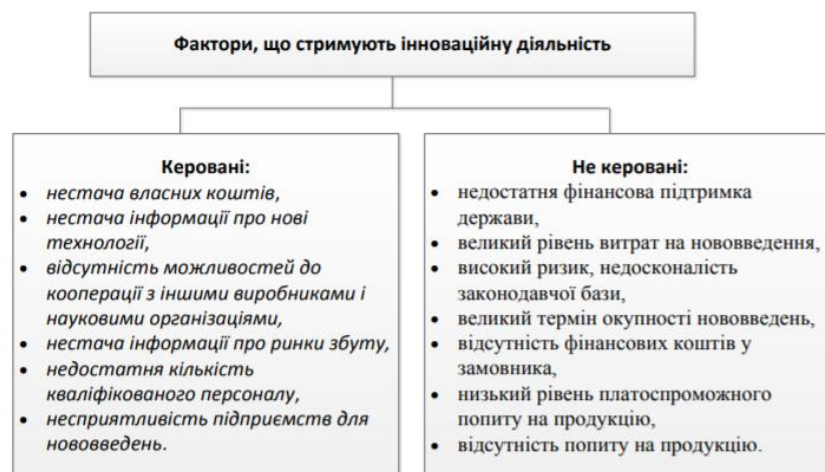 Фактори, що стримують інноваційну діяльність
Керовані:
• нестача власних коштів,
• нестача інформації про нові
технології,
• відсутність можливостей до
кооперації з іншими виробниками і
науковими організаціями,
• нестача інформації про ринки збуту,
• недостатня кількість
кваліфікованого персоналу,
• несприятливість підприємств для
нововведень.
Не керовані:
• недостатня фінансова підтримка
держави,
• великий рівень витрат на нововведення,
• високий ризик, недосконалість
законодавчої бази,
• великий термін окупності нововведень,
• відсутність фінансових коштів у
замовника,
• низький рівень платоспроможного
попиту на продукцію,
• відсутність попиту на продукцію.